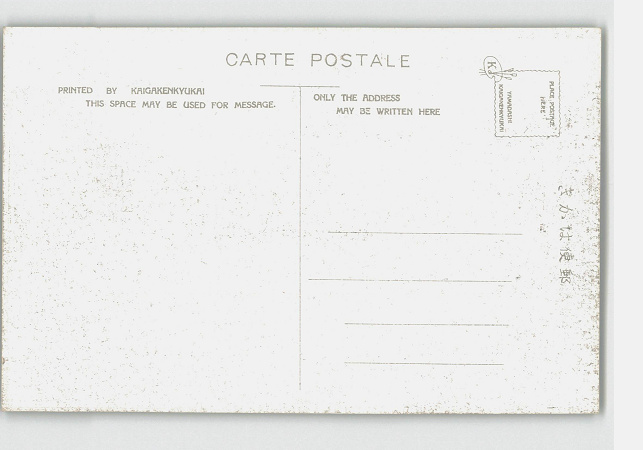 CARTE POSTALE
PRINTED BY KAIGAKENKYUKAI
THIS SPACE MAY BE USED FOR MESSAGE.
ONLY THE ADDRESS
MAY BE WRITTEN HERE
K
PLACE POSTAGE
HERE
KAIGAKENKYUKAI
きかは便郵